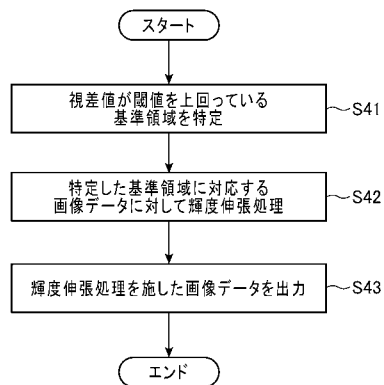 スタート
視差値が閾値を上回っている
基準領域を特定
S41
特定した基準領域に対応する
画像データに対して輝度伸張処理
S42
輝度伸張処理を施した画像データを出力
S43
エンド